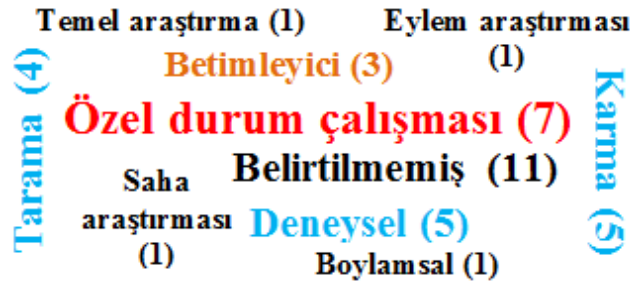 Temel araştırma (1)
Eylem araştırması
(1)
Betimleyici (3)
Tarama (4)
Özel durum çalışması (7)
Karma (5)
Belirtilmemiş (11)
Saha
araştırması
(1)
Deneysel (5)
Boylamsal (1)